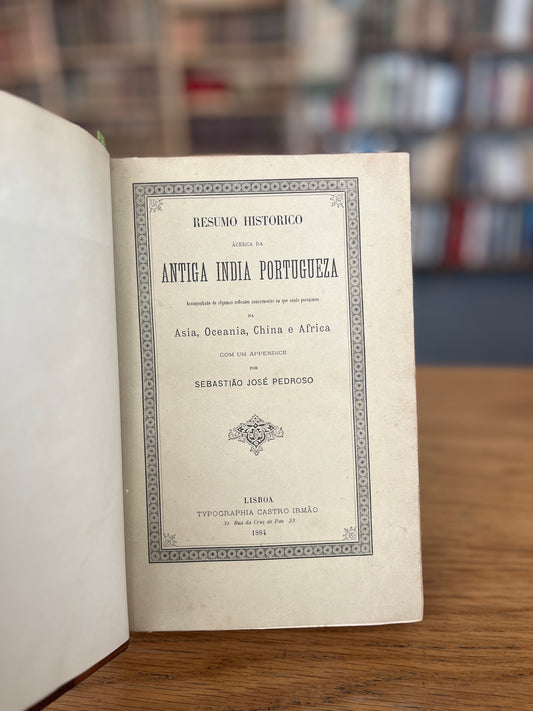 RESUMO HISTORICO
ÁCERCA DA
ANTIGA INDIA PORTUGUEZA
Acompanhado de algumas reflexões concernentes ao que ainda possuimos
NA
Asia, Oceania, China e Africa
COM UM APPENDICE
POR
SEBASTIÃO JOSÉ PEDROSO
LISBOA
TYPOGRAPHIA CASTRO IRMÃO
31 Rua da Cruz de Pau 33
1884